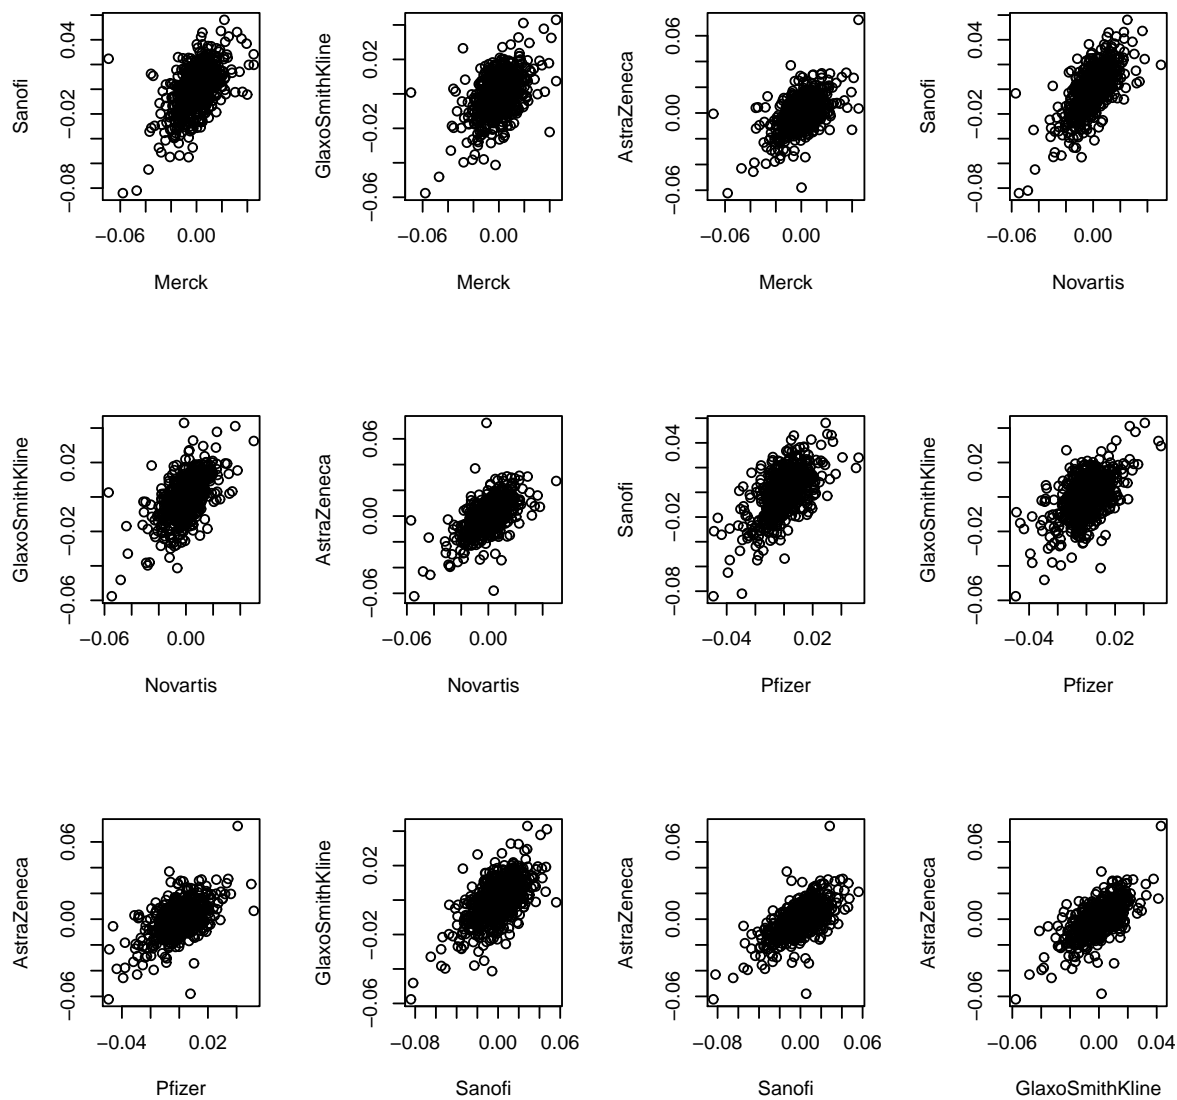 Sanofi
−0.08 −0.02 0.04
−0.06 0.00
Merck
GlaxoSmithKline
−0.06 −0.02 0.02
−0.06 0.00
Merck
AstraZeneca
−0.06 0.00 0.06
−0.06 0.00
Merck
Sanofi
−0.08 −0.02 0.04
−0.06 0.00
Novartis
GlaxoSmithKline
−0.06 −0.02 0.02
−0.06 0.00
Novartis
AstraZeneca
−0.06 0.00 0.06
−0.06 0.00
Novartis
Sanofi
−0.08 −0.02 0.04
−0.04 0.02
Pfizer
GlaxoSmithKline
−0.06 −0.02 0.02
−0.04 0.02
Pfizer
AstraZeneca
−0.06 0.00 0.06
−0.04 0.02
Pfizer
GlaxoSmithKline
−0.06 −0.02 0.02
−0.08 0.00 0.06
Sanofi
AstraZeneca
−0.06 0.00 0.06
−0.08 0.00 0.06
Sanofi
AstraZeneca
−0.06 0.00 0.06
−0.06 0.00 0.04
GlaxoSmithKline